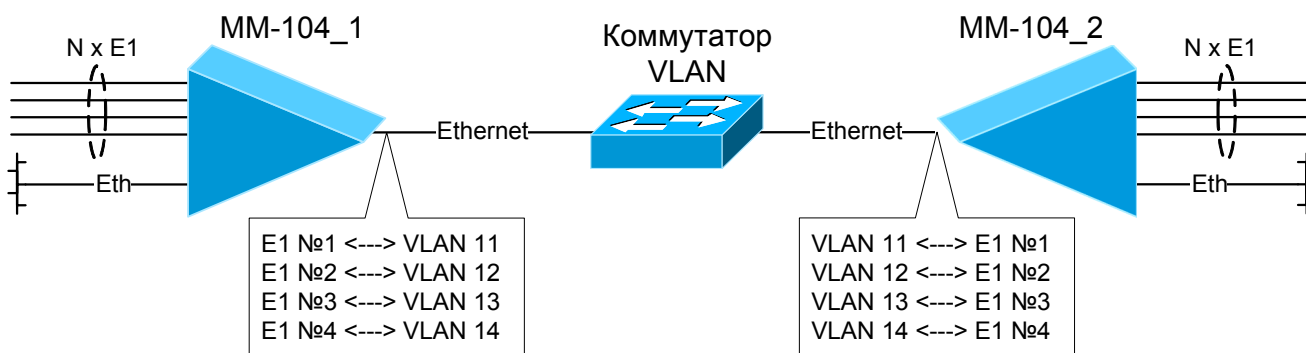 MM-104_1
Коммутатор
VLAN
MM-104_2
N x E1
N x E1
Ethernet
Ethernet
Eth
Eth
E1 №1 <---> VLAN 11
E1 №2 <---> VLAN 12
E1 №3 <---> VLAN 13
E1 №4 <---> VLAN 14
VLAN 11 <---> E1 №1
VLAN 12 <---> E1 №2
VLAN 13 <---> E1 №3
VLAN 14 <---> E1 №4